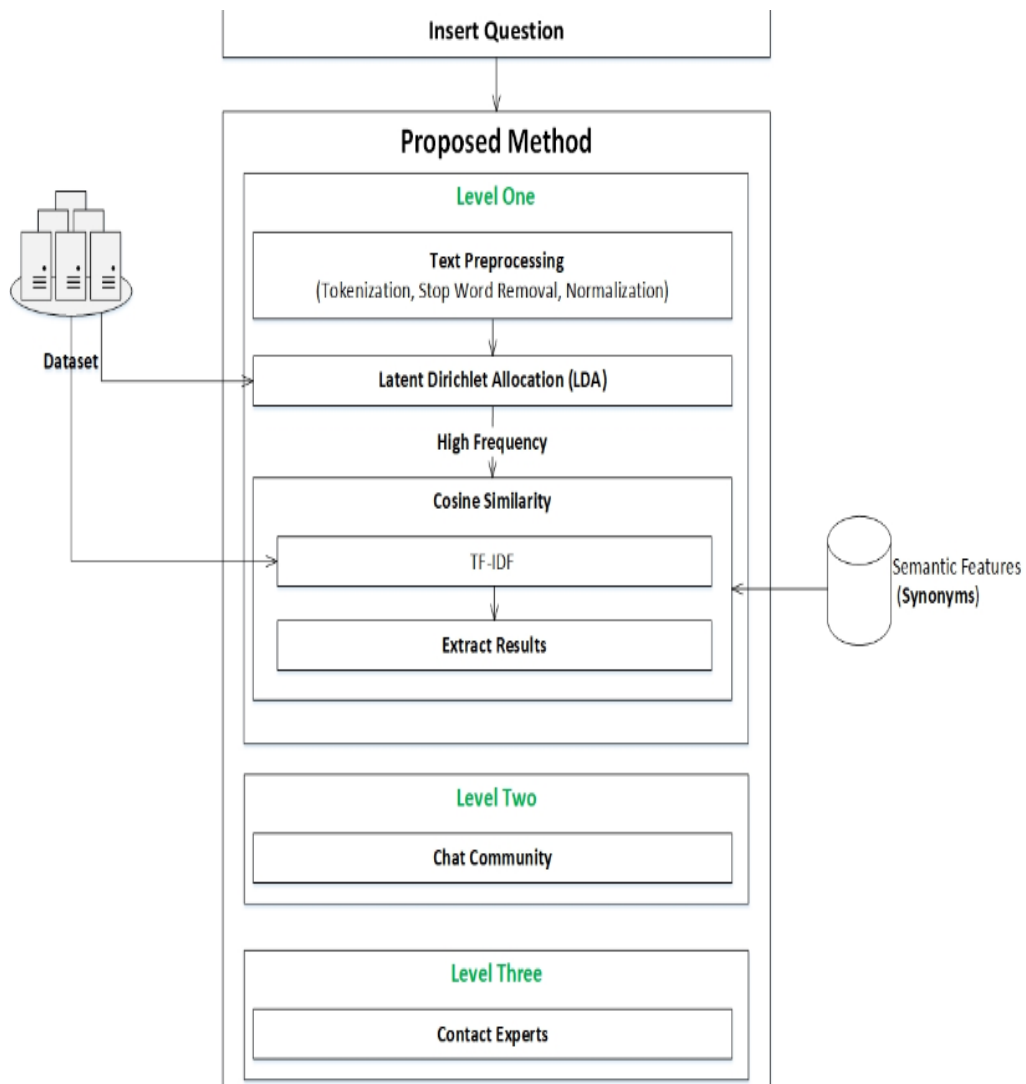 Insert Question
Proposed Method
Level One
Text Preprocessing
(Tokenization, Stop Word Removal, Normalization)
Dataset
Latent Dirichlet Allocation (LDA)
High Frequency
Cosine Similarity
TF-IDF
Semantic Features
(Synonyms)
Extract Results
Level Two
Chat Community
Level Three
Contact Experts